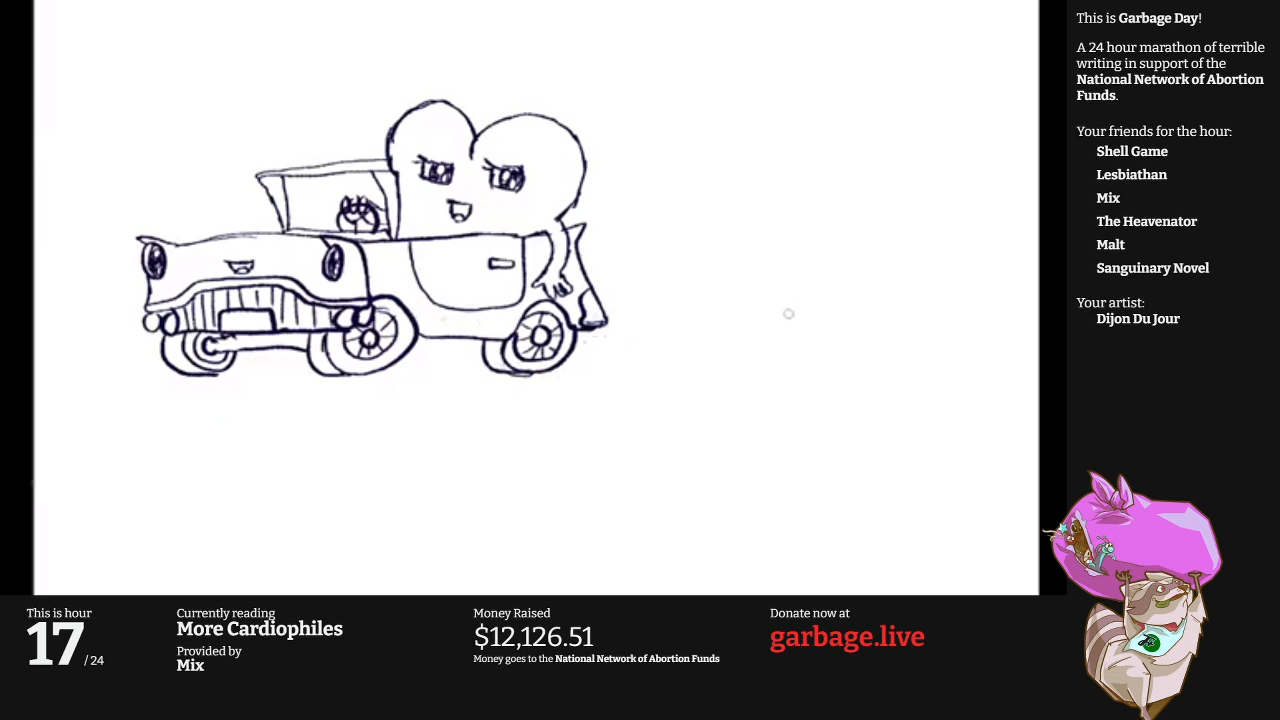 This is Garbage Day!
A 24 hour marathon of terrible
writing in support of the
National Network of Abortion
Funds.
Your friends for the hour:
Shell Game
Lesbiathan
Mix
The Heavenator
Malt
Sanguinary Novel
Your artist:
Dijon Du Jour
This is hour
17 / 24
Currently reading
More Cardiophiles
Provided by
Mix
Money Raised
$12,126.51
Money goes to the National Network of Abortion Funds
Donate now at
garbage.live